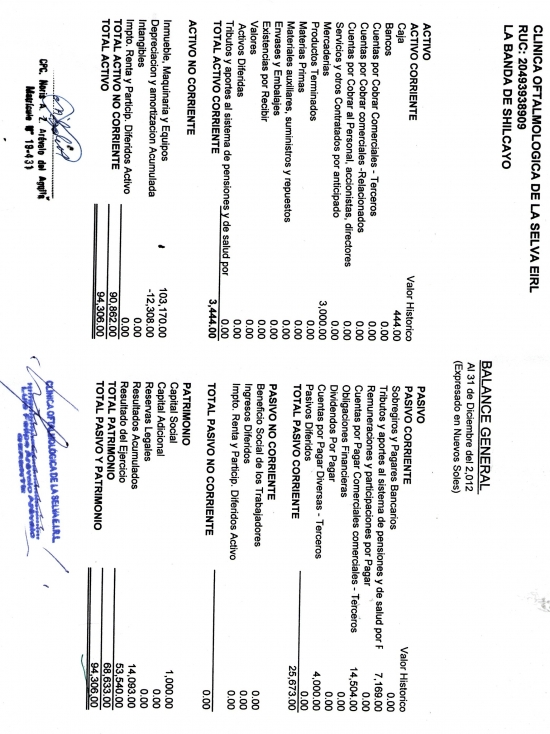 CLINICA OFTALMOLOGICA DE LA SELVA EIRL
RUC: 20493938909
LA BANDA DE SHILCAYO
BALANCE GENERAL
Al 31 de Diciembre del 2,012
(Expresado en Nuevos Soles)
ACTIVO
ACTIVO CORRIENTE Valor Historico
Caja 444.00
Bancos 0.00
Cuentas por Cobrar Comerciales - Terceros 0.00
Cuentas por Cobrar comerciales -Relacionados 0.00
Cuentas por Cobrar al Personal, accionistas, directores 0.00
Servicios y otros Contratados por anticipado 0.00
Mercaderias 3,000.00
Productos Terminados 0.00
Materias Primas 0.00
Materiales auxiliares, suministros y repuestos 0.00
Envases y Embalajes 0.00
Existencias por Recibir 0.00
Valores 0.00
Activos Diferidas 0.00
Tributos y aportes al sistema de pensiones y de salud por 0.00
TOTAL ACTIVO CORRIENTE 3,444.00
ACTIVO NO CORRIENTE
Inmueble, Maquinaria y Equipos 103,170.00
Depreciacion y amortizacion Acumulada -12,308.00
Intangibles 0.00
Impto. Renta y Particip. Diferidos Activo 0.00
TOTAL ACTIVO NO CORRIENTE 90,862.00
TOTAL ACTIVO 94,306.00
PASIVO
PASIVO CORRIENTE Valor Historico
Sobregiros y Pagares Bancarios 0.00
Tributos y aportes al sistema de pensiones y de salud por F 7,169.00
Remuneraciones y participaciones por Pagar 0.00
Cuentas por Pagar Comerciales comerciales - Terceros 14,504.00
Obligaciones Financieras 0.00
Dividendos Por Pagar 0.00
Cuentas por Pagar Diversas - Terceros 4,000.00
Pasivos Diferidos 0.00
TOTAL PASIVO CORRIENTE 25,673.00
PASIVO NO CORRIENTE
Beneficio Social de los Trabajadores 0.00
Ingresos Diferidos 0.00
Impto. Renta y Particip. Diferidos Activo 0.00
TOTAL PASIVO NO CORRIENTE 0.00
PATRIMONIO
Capital Social 1,000.00
Capital Adicional 0.00
Reservas Legales 0.00
Resultados Acumulados 14,093.00
Resultado del Ejercicio 53,540.00
TOTAL PATRIMONIO 68,633.00
TOTAL PASIVO Y PATRIMONIO 94,306.00
CPC. Maria A. Z. Arévalo del Aguila
Matricula N° 19-431
CLINICA OFTALMOLOGICA DE LA SELVA E.I.R.L.
GERENTE